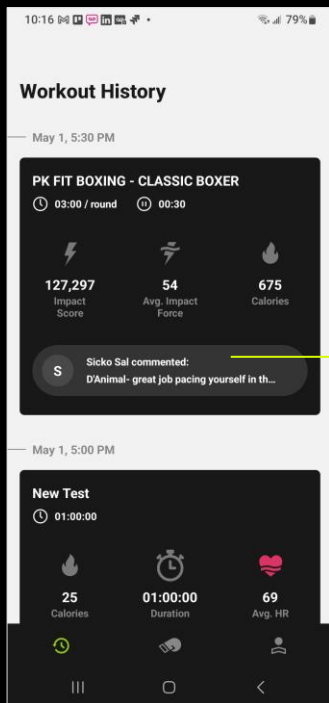 10:16
79%
Workout History
May 1, 5:30 PM
PK FIT BOXING - CLASSIC BOXER
03:00 / round 00:30
127,297 54 675
Impact Score Avg. Impact Force Calories
S
Sicko Sal commented:
D'Animal- great job pacing yourself in th...
May 1, 5:00 PM
New Test
01:00:00
25 01:00:00 69
Calories Duration Avg. HR